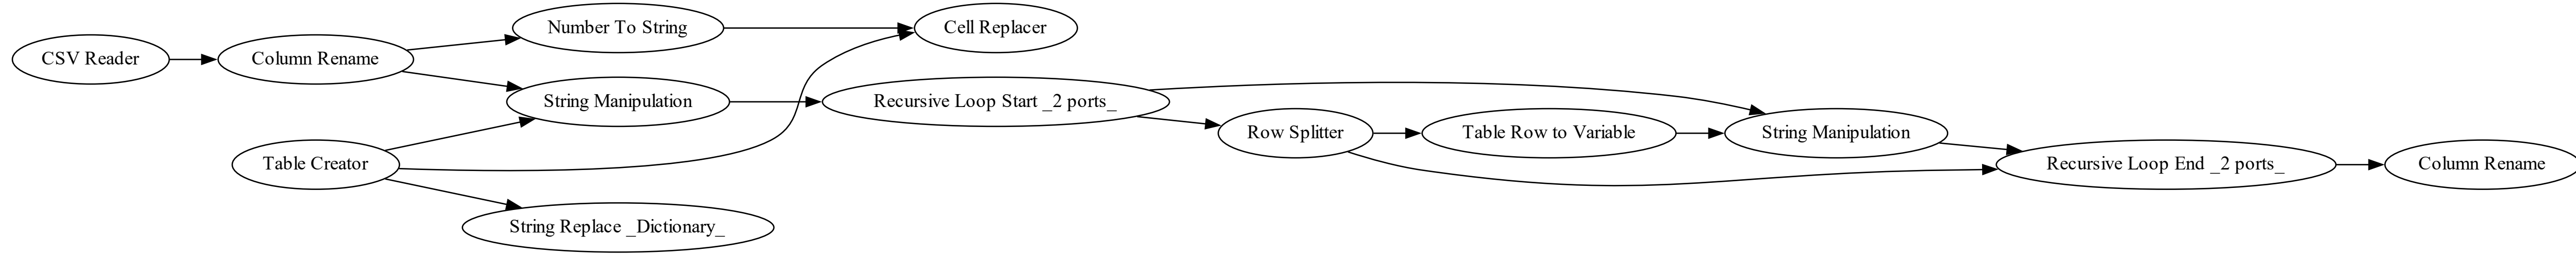 CSV Reader
Column Rename
Number To String
String Manipulation
Table Creator
String Replace _Dictionary_
Cell Replacer
Recursive Loop Start _2 ports_
Row Splitter
Table Row to Variable
String Manipulation
Recursive Loop End _2 ports_
Column Rename